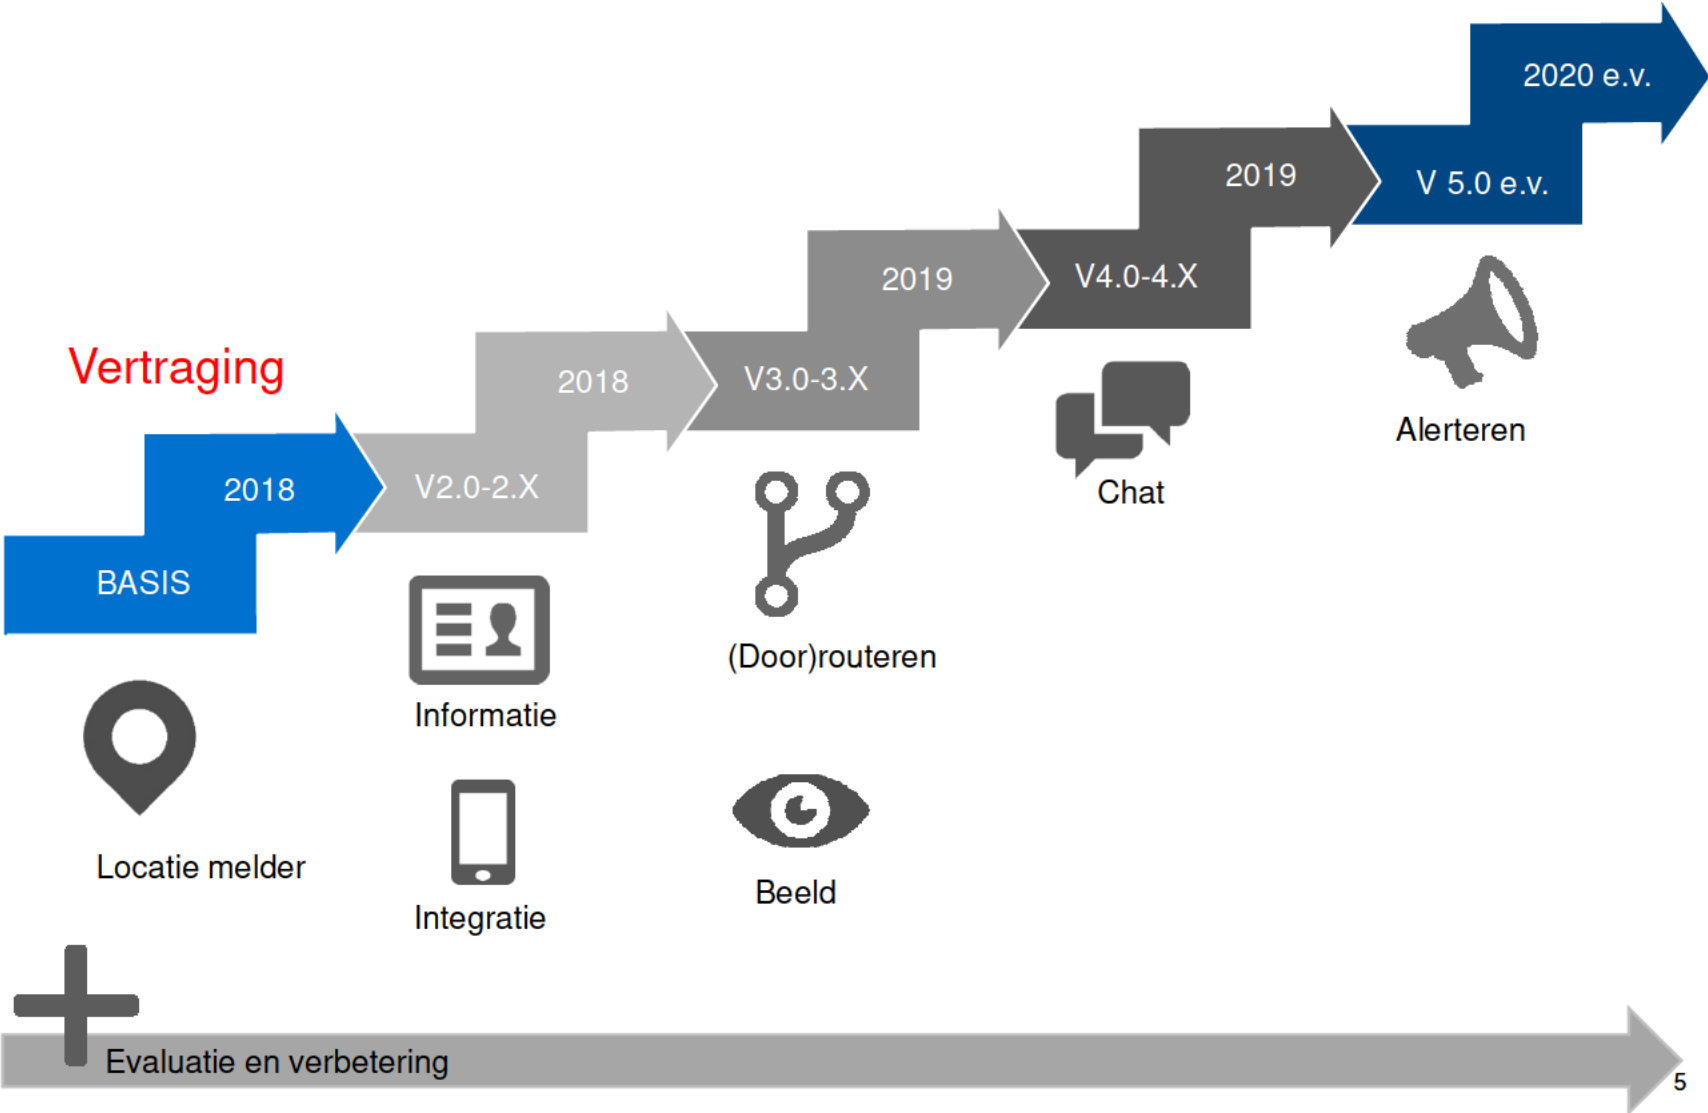 2020 e.v.
V 5.0 e.v.
2019
V4.0-4.X
2019
V3.0-3.X
2018
V2.0-2.X
Vertraging
2018
BASIS
Alerteren
Chat
(Door)routeren
Informatie
Locatie melder
Beeld
Integratie
Evaluatie en verbetering
5